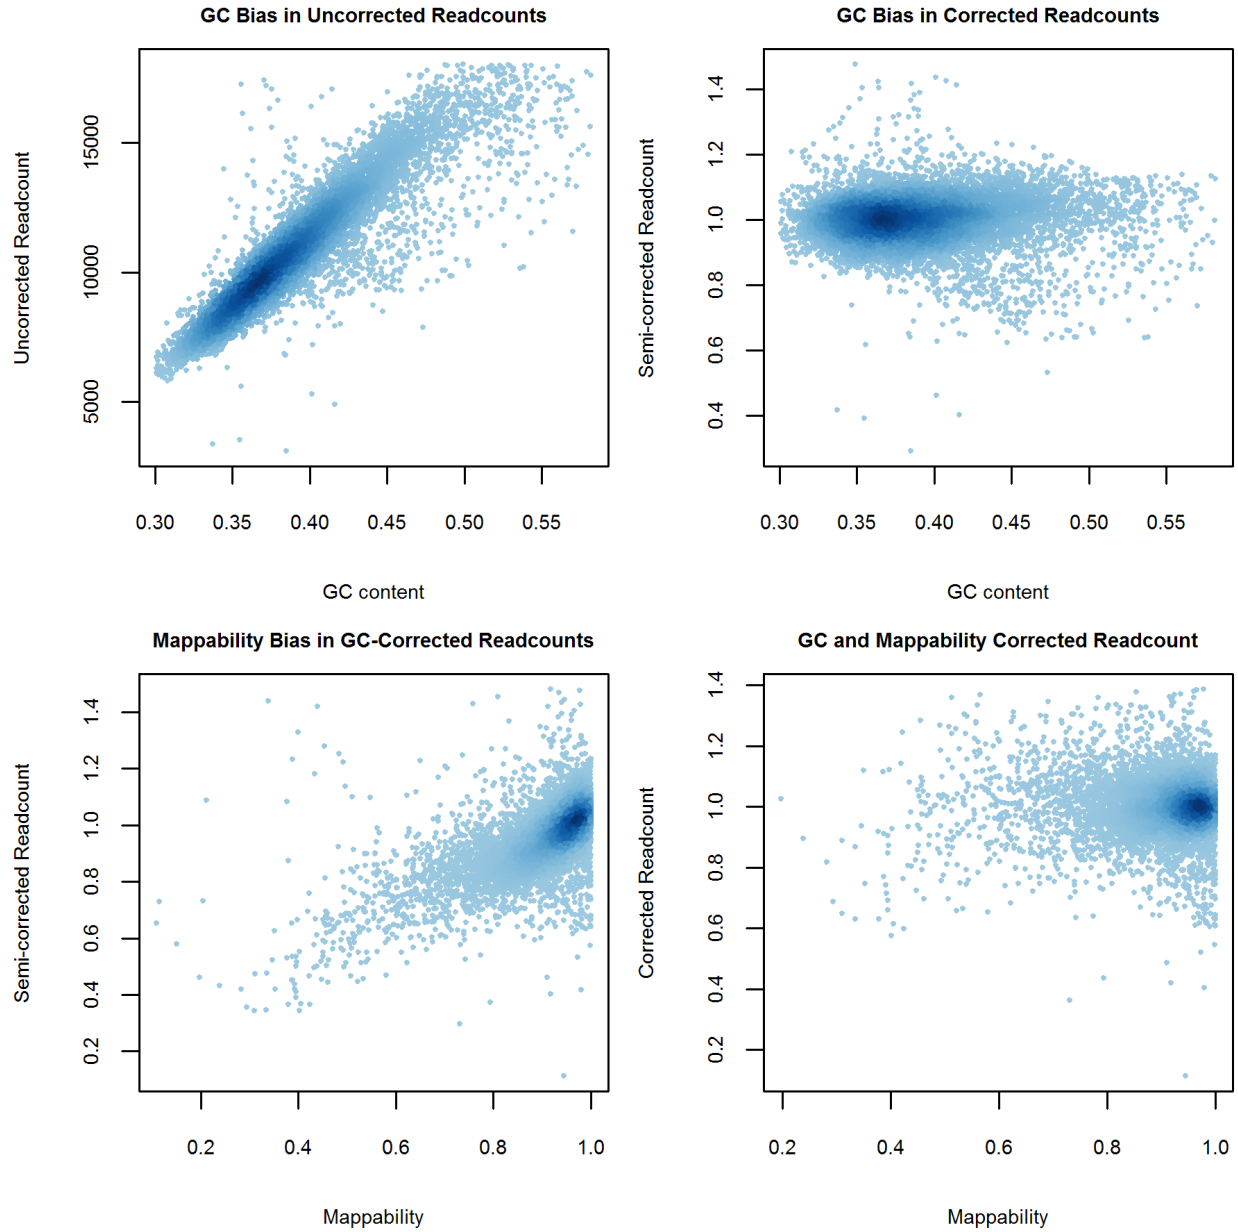 GC Bias in Uncorrected Readcounts
Uncorrected Readcount
15000
10000
5000
0.30 0.35 0.40 0.45 0.50 0.55
GC content
GC Bias in Corrected Readcounts
Semi-corrected Readcount
1.4
1.2
1.0
0.8
0.6
0.4
0.30 0.35 0.40 0.45 0.50 0.55
GC content
Mappability Bias in GC-Corrected Readcounts
Semi-corrected Readcount
1.4
1.2
1.0
0.8
0.6
0.4
0.2
0.2 0.4 0.6 0.8 1.0
Mappability
GC and Mappability Corrected Readcount
Corrected Readcount
1.4
1.2
1.0
0.8
0.6
0.4
0.2
0.2 0.4 0.6 0.8 1.0
Mappability